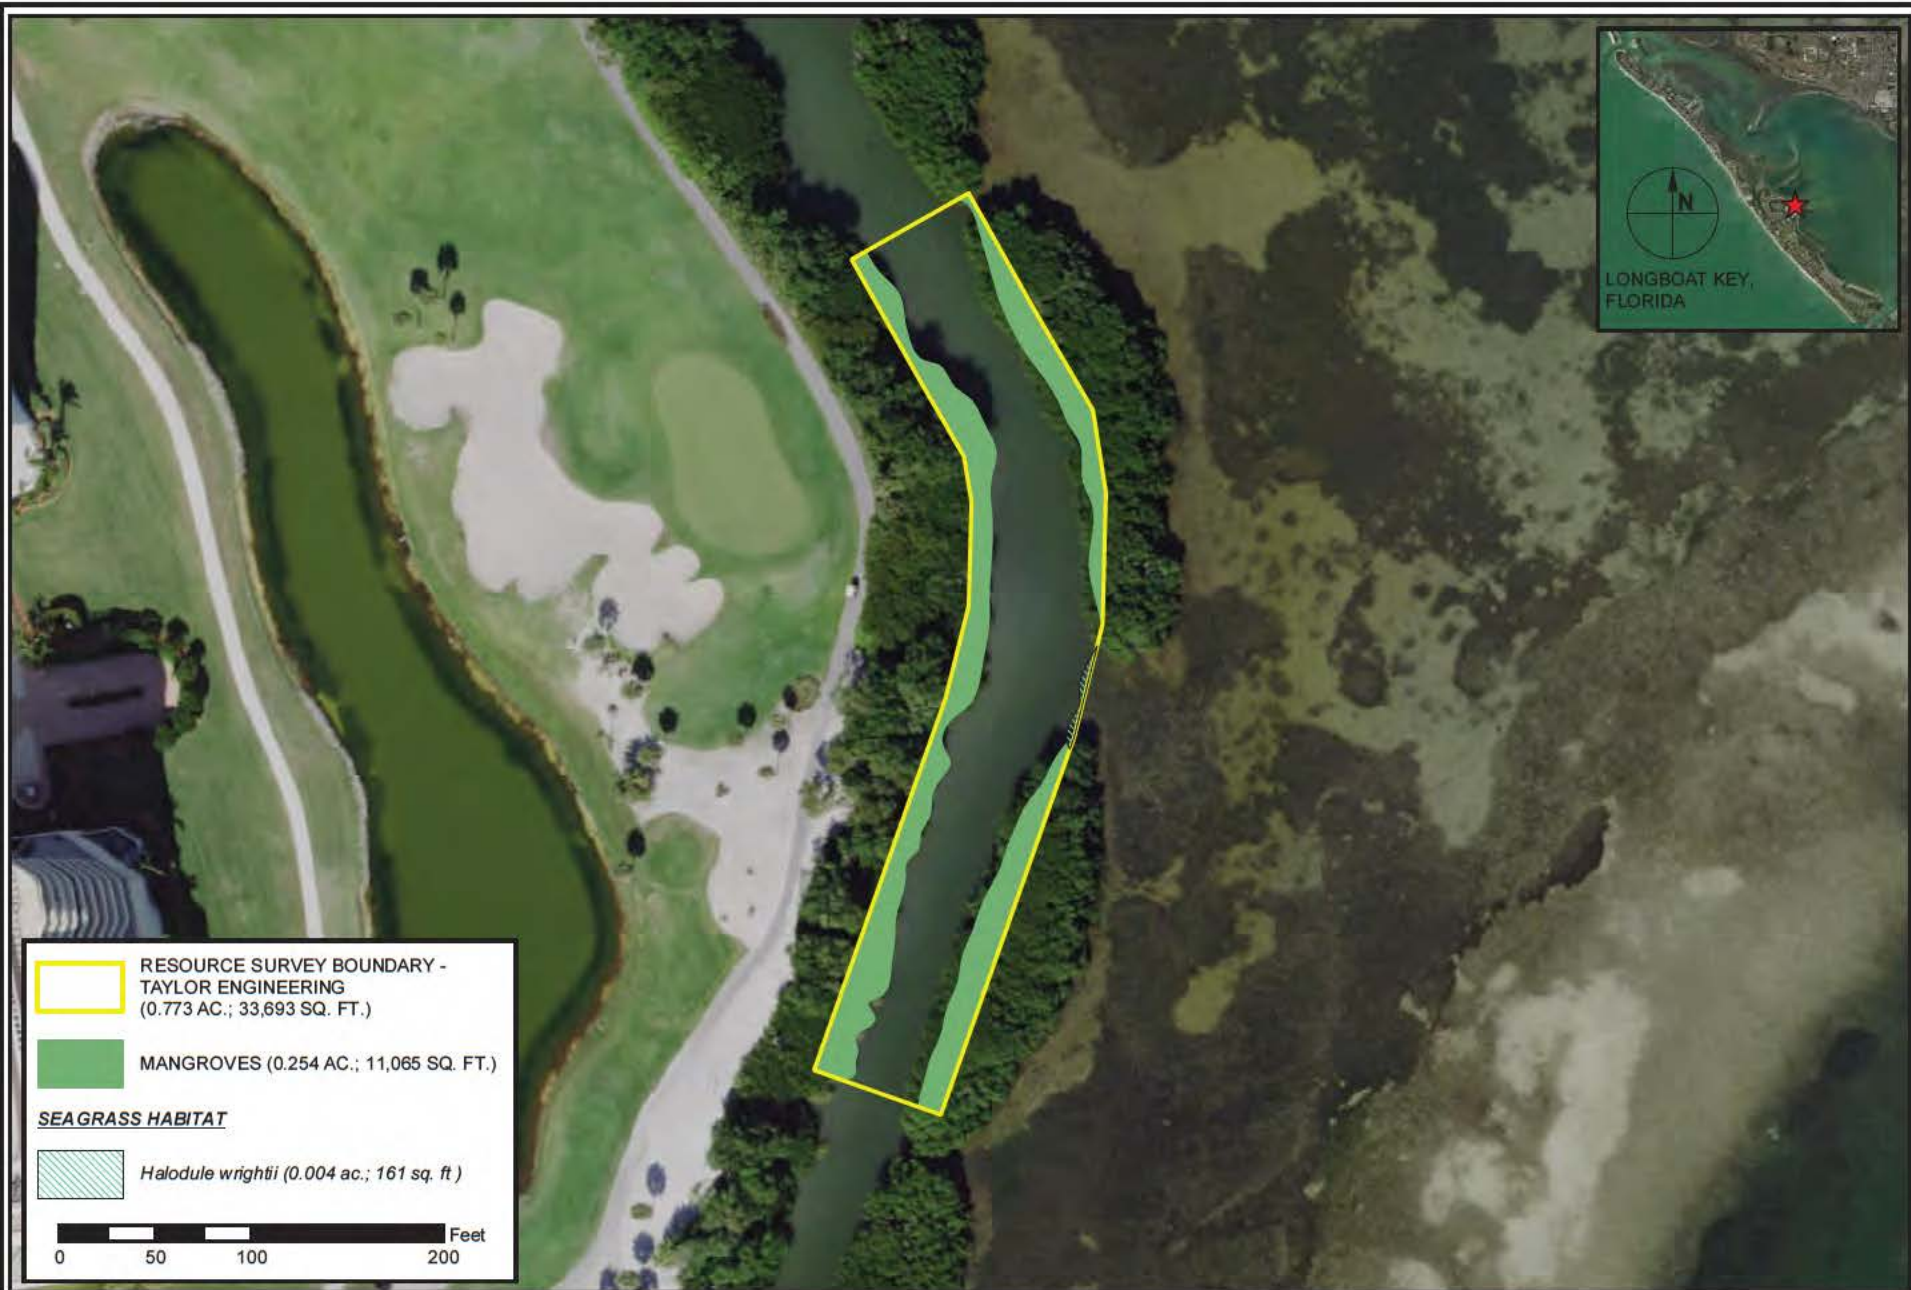 N
LONGBOAT KEY,
FLORIDA
RESOURCE SURVEY BOUNDARY -
TAYLOR ENGINEERING
(0.773 AC.; 33,693 SQ. FT.)
MANGROVES (0.254 AC.; 11,065 SQ. FT.)
SEAGRASS HABITAT
Halodule wrightii (0.004 ac.; 161 sq. ft )
Feet
0 50 100 200